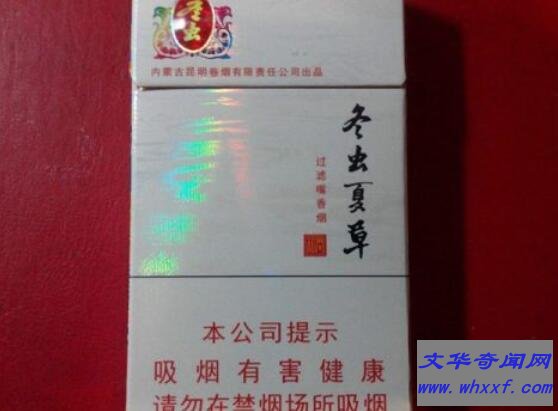 冬虫
内蒙古昆明卷烟有限责任公司出品
冬虫夏草
过滤嘴香烟
本公司提示
吸烟有害健康
请勿在禁烟场所吸烟
文华奇闻网
www.whxxf.com